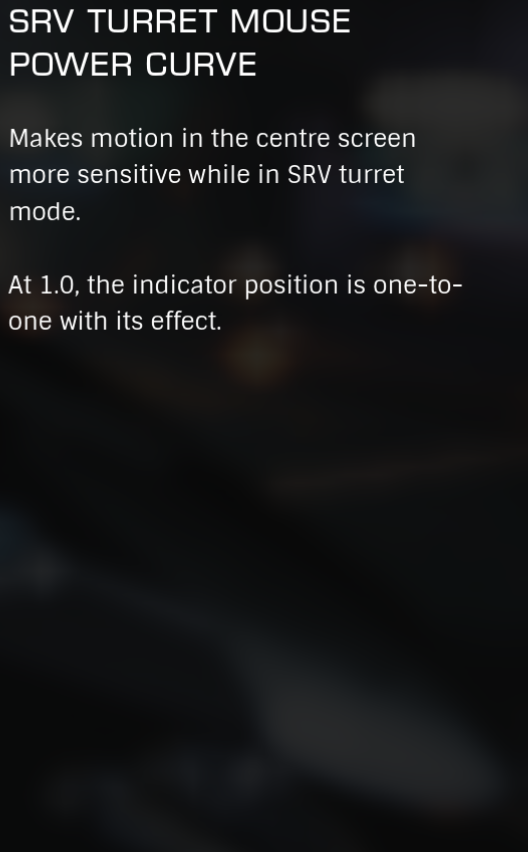 SRV TURRET MOUSE
POWER CURVE
Makes motion in the centre screen
more sensitive while in SRV turret
mode.
At 1.0, the indicator position is one-to-
one with its effect.